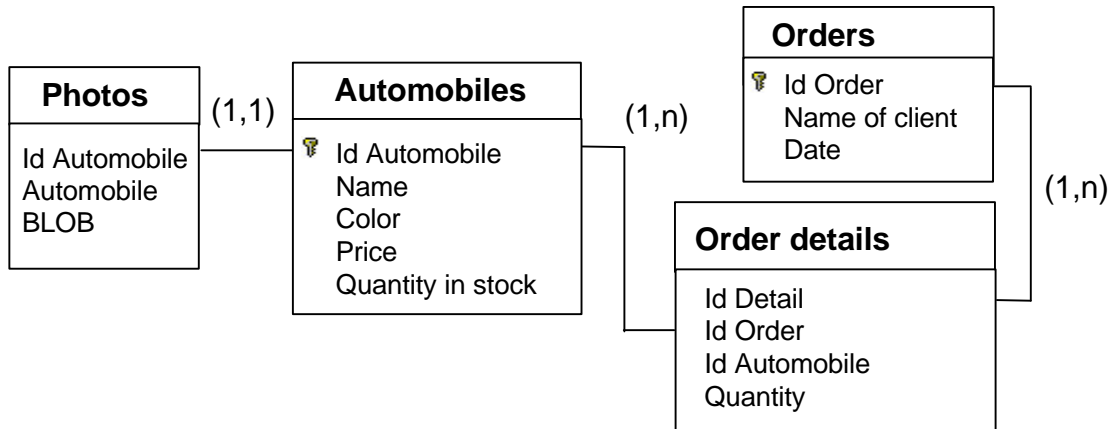 Photos
Id Automobile
Automobile
BLOB
(1,1)
Automobiles
Id Automobile
Name
Color
Price
Quantity in stock
(1,n)
Orders
Id Order
Name of client
Date
(1,n)
Order details
Id Detail
Id Order
Id Automobile
Quantity